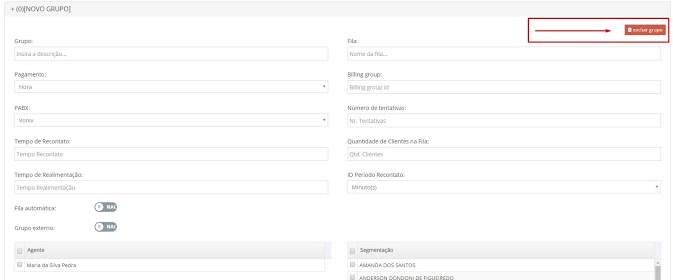 + (0)[NOVO GRUPO]
excluir grupo
Grupo:
Insira a descrição...
Fila:
Nome da fila...
Pagamento:
Hora
Billing group:
Billing group id
PABX:
Vonix
Número de tentativas:
Nr. Tentativas
Tempo de Recontato:
Tempo Recontato
Quantidade de Clientes na Fila:
Qtd. Clientes
Tempo de Realimentação:
Tempo Realimentação
ID Período Recontato:
Minuto(s)
Fila automática:
Grupo externo:
Agente
Maria da Silva Pedra
Segmentação
AMANDA DOS SANTOS
ANDERSON DONDONI DE FIGUEIREDO